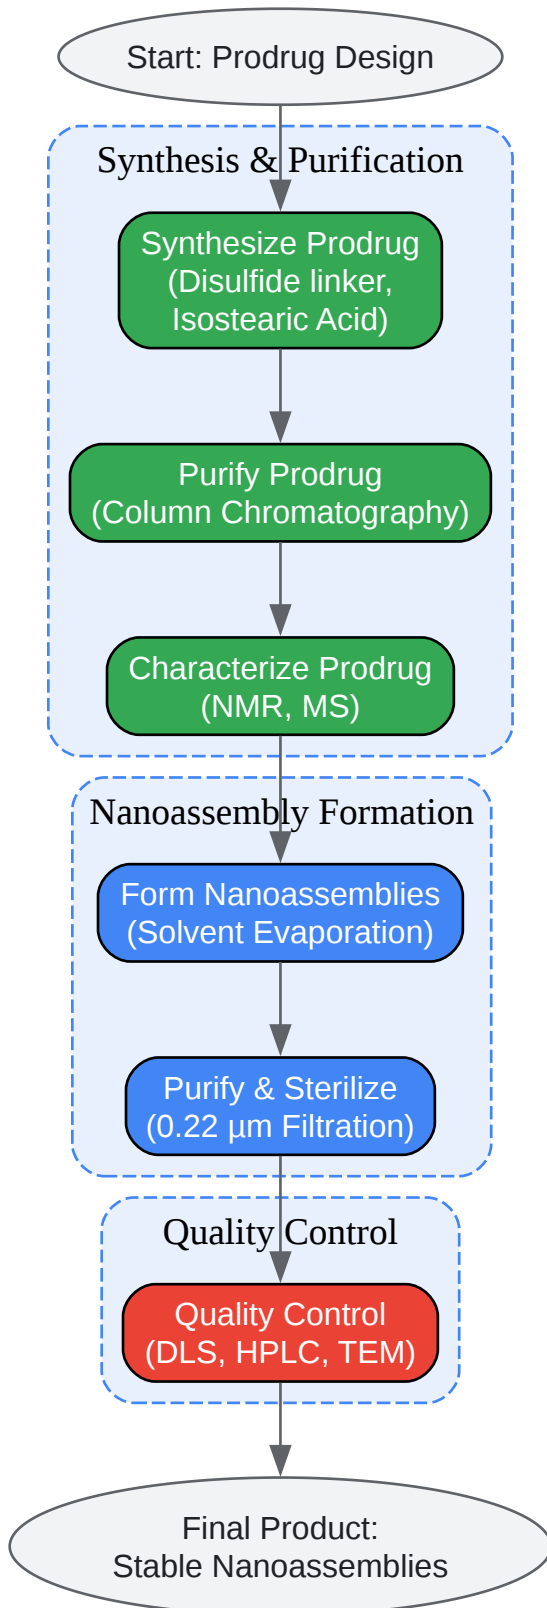 Start: Prodrug Design
Synthesis & Purification
Synthesize Prodrug
(Disulfide linker,
Isostearic Acid)
Purify Prodrug
(Column Chromatography)
Characterize Prodrug
(NMR, MS)
Nanoassembly Formation
Form Nanoassemblies
(Solvent Evaporation)
Purify & Sterilize
(0.22 µm Filtration)
Quality Control
Quality Control
(DLS, HPLC, TEM)
Final Product:
Stable Nanoassemblies